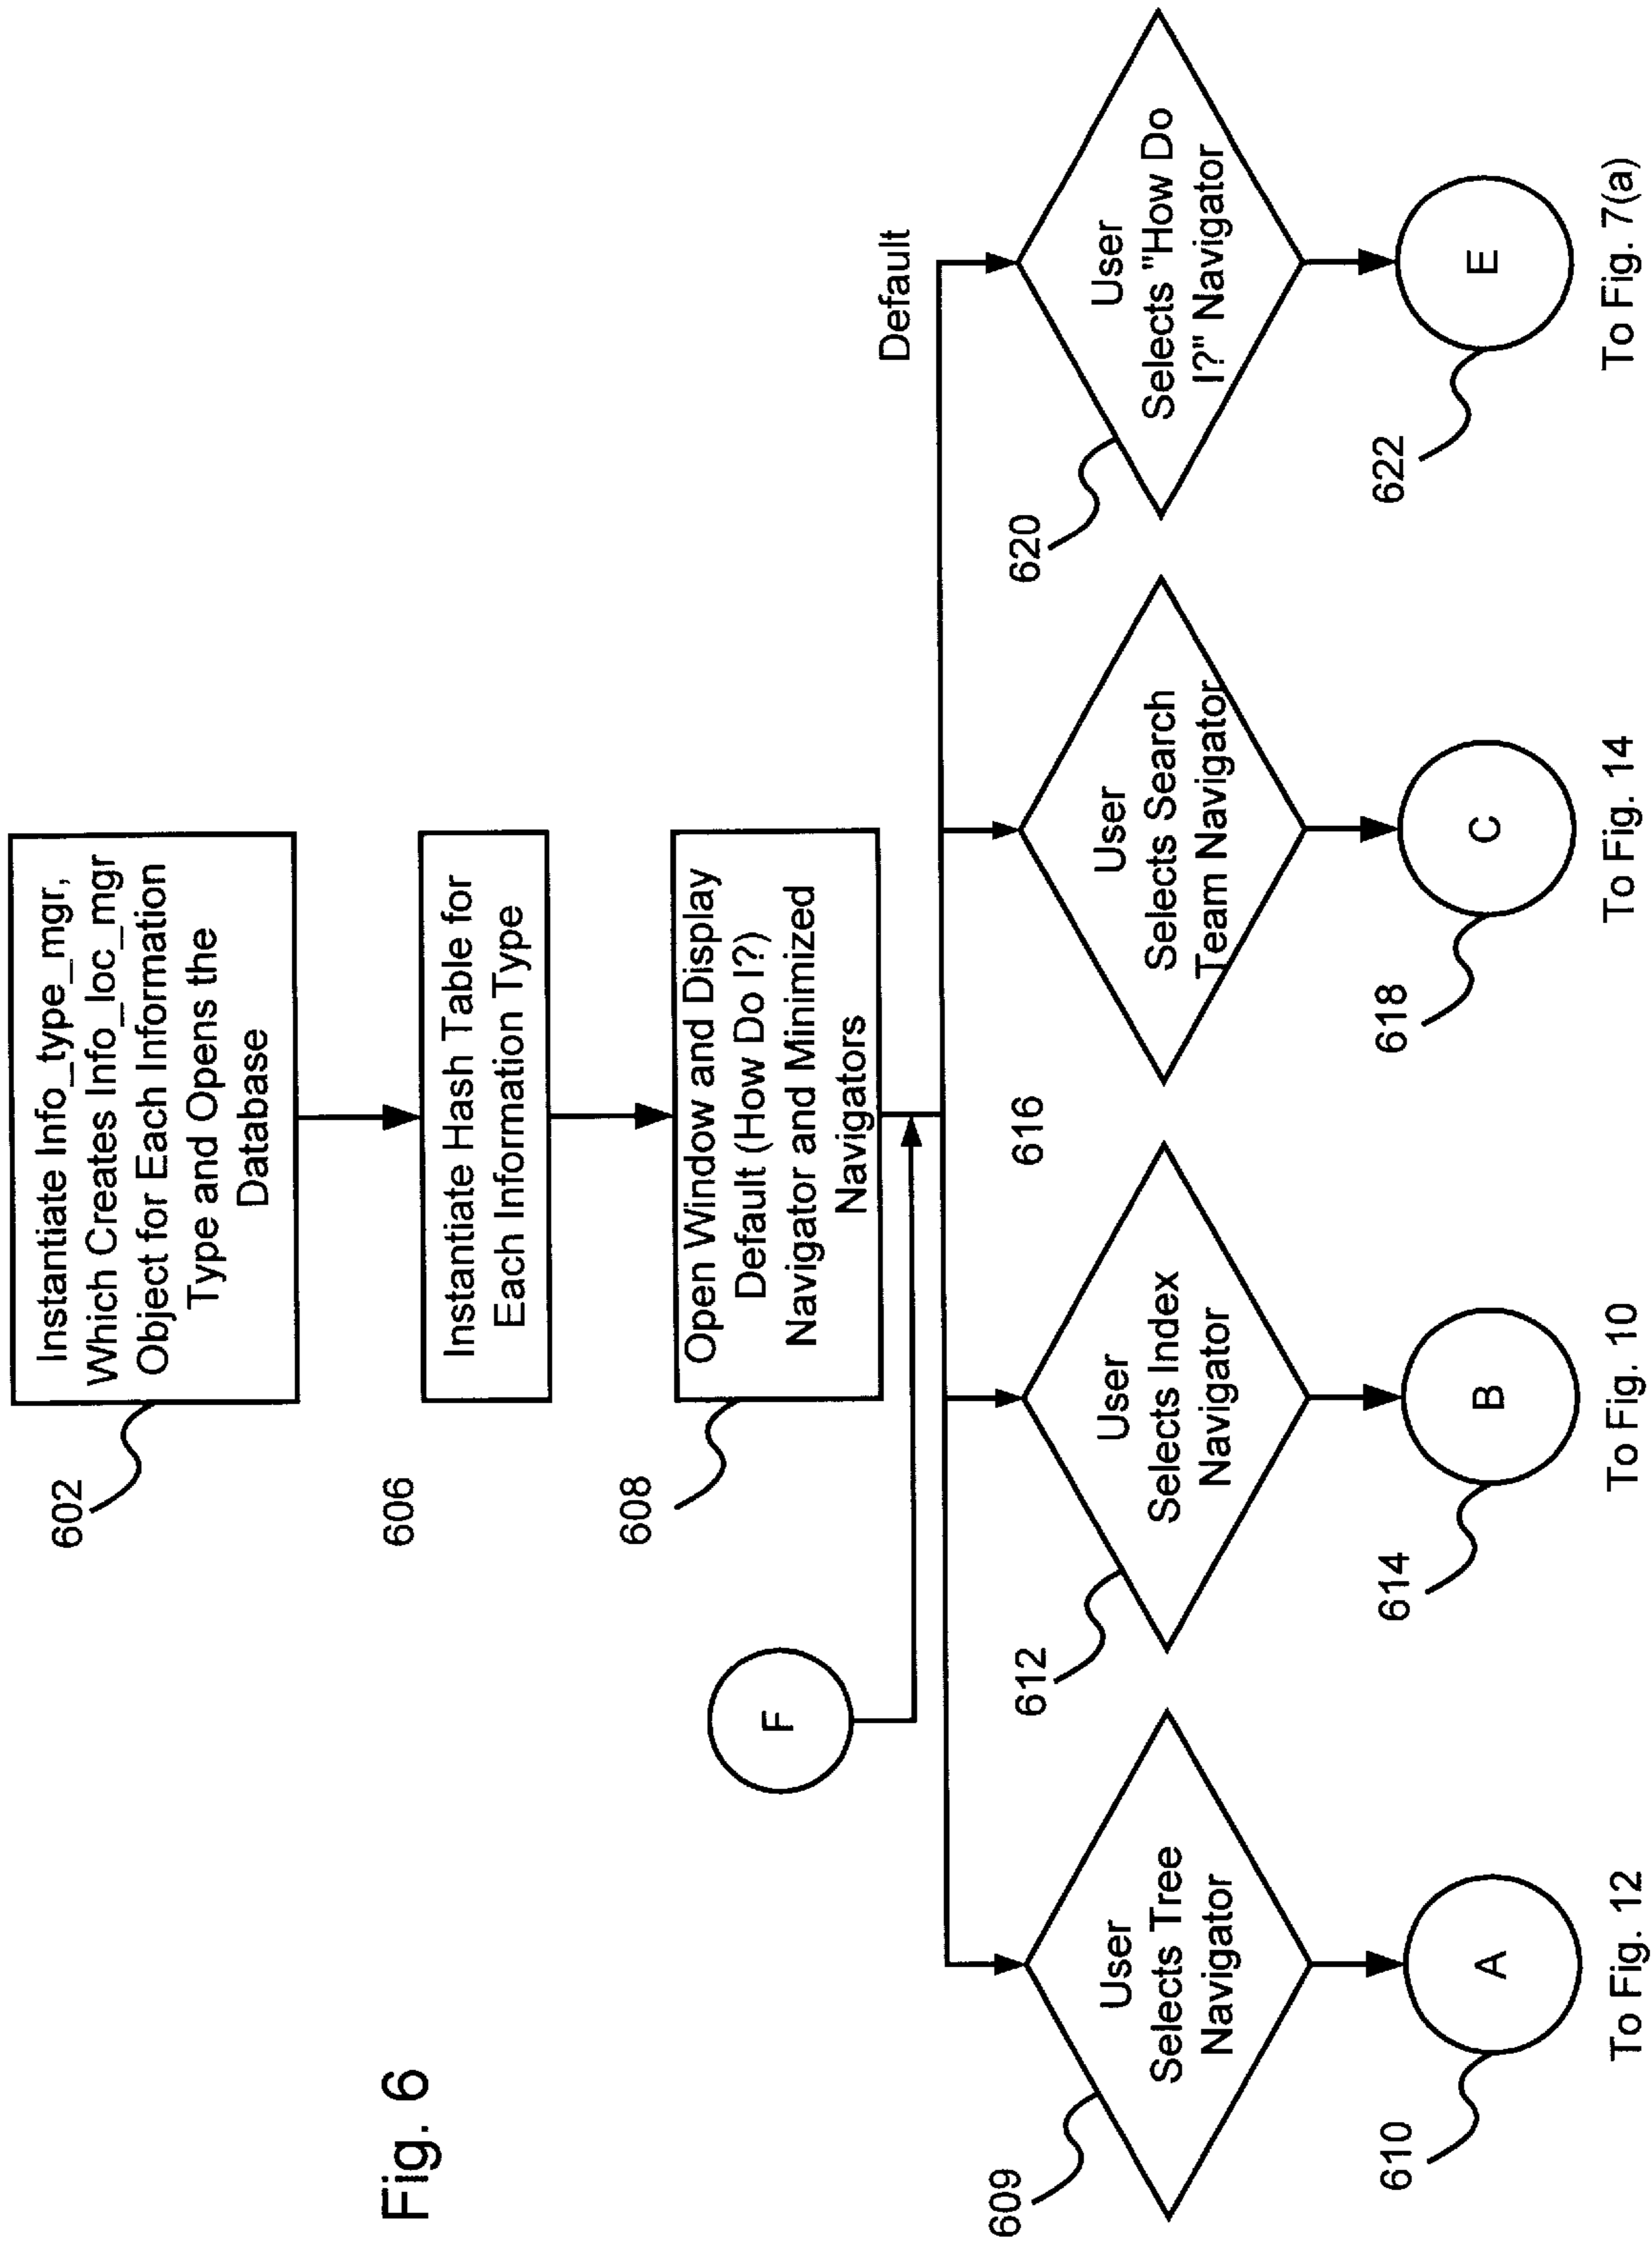 Fig. 6
602
Instantiate Info_type_mgr,
Which Creates Info_loc_mgr
Object for Each Information
Type and Opens the
Database
606
Instantiate Hash Table for
Each Information Type
608
Open Window and Display
Default (How Do I?)
Navigator and Minimized
Navigators
F
Default
609
User
Selects Tree
Navigator
612
User
Selects Index
Navigator
616
User
Selects Search
Team Navigator
620
User
Selects "How Do
I?" Navigator
610
A
614
B
618
C
622
E
To Fig. 12
To Fig. 10
To Fig. 14
To Fig. 7(a)